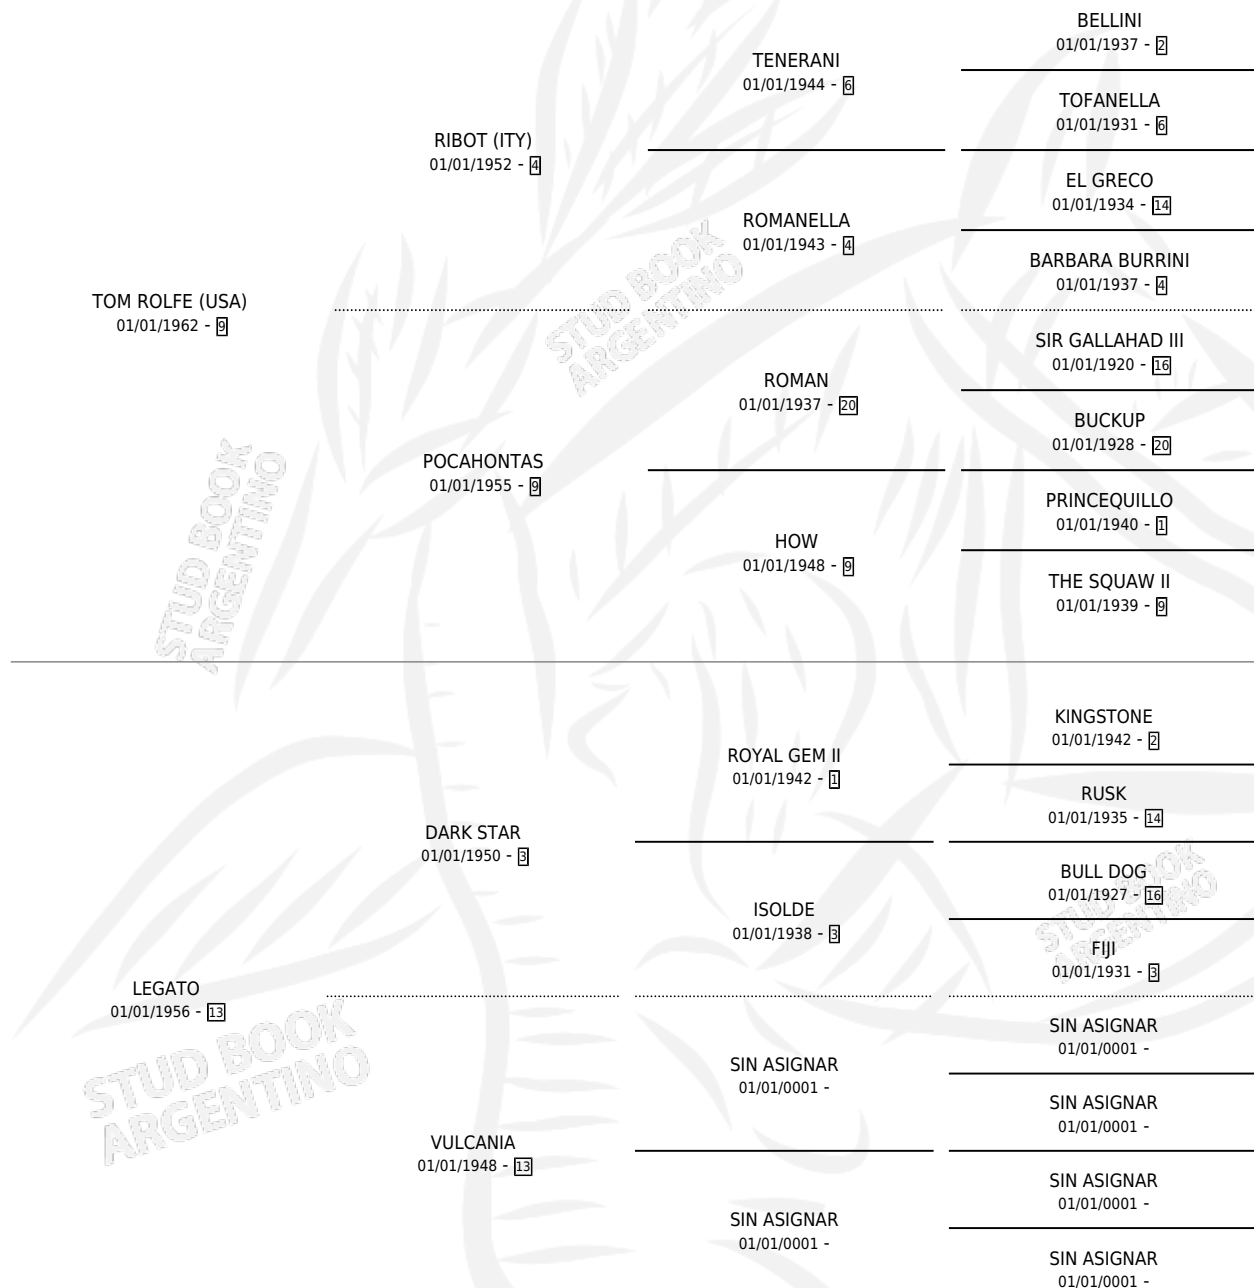 BELLINI
01/01/1937 - 2
TENERANI
01/01/1944 - 6
TOFANELLA
01/01/1931 - 6
RIBOT (ITY)
01/01/1952 - 4
EL GRECO
01/01/1934 - 14
ROMANELLA
01/01/1943 - 4
BARBARA BURRINI
01/01/1937 - 4
TOM ROLFE (USA)
01/01/1962 - 9
SIR GALLAHAD III
01/01/1920 - 16
ROMAN
01/01/1937 - 20
BUCKUP
01/01/1928 - 20
POCAHONTAS
01/01/1955 - 9
PRINCEQUILLO
01/01/1940 - 1
HOW
01/01/1948 - 9
THE SQUAW II
01/01/1939 - 9
KINGSTONE
01/01/1942 - 2
ROYAL GEM II
01/01/1942 - 1
RUSK
01/01/1935 - 14
DARK STAR
01/01/1950 - 3
BULL DOG
01/01/1927 - 16
ISOLDE
01/01/1938 - 3
FIJI
01/01/1931 - 3
LEGATO
01/01/1956 - 13
SIN ASIGNAR
01/01/0001 -
SIN ASIGNAR
01/01/0001 -
SIN ASIGNAR
01/01/0001 -
VULCANIA
01/01/1948 - 13
SIN ASIGNAR
01/01/0001 -
SIN ASIGNAR
01/01/0001 -
SIN ASIGNAR
01/01/0001 -
STUD BOOK
ARGENTINO
STUD BOOK
ARGENTINO
STUD BOOK
ARGENTINO
STUD BOOK
ARGENTINO